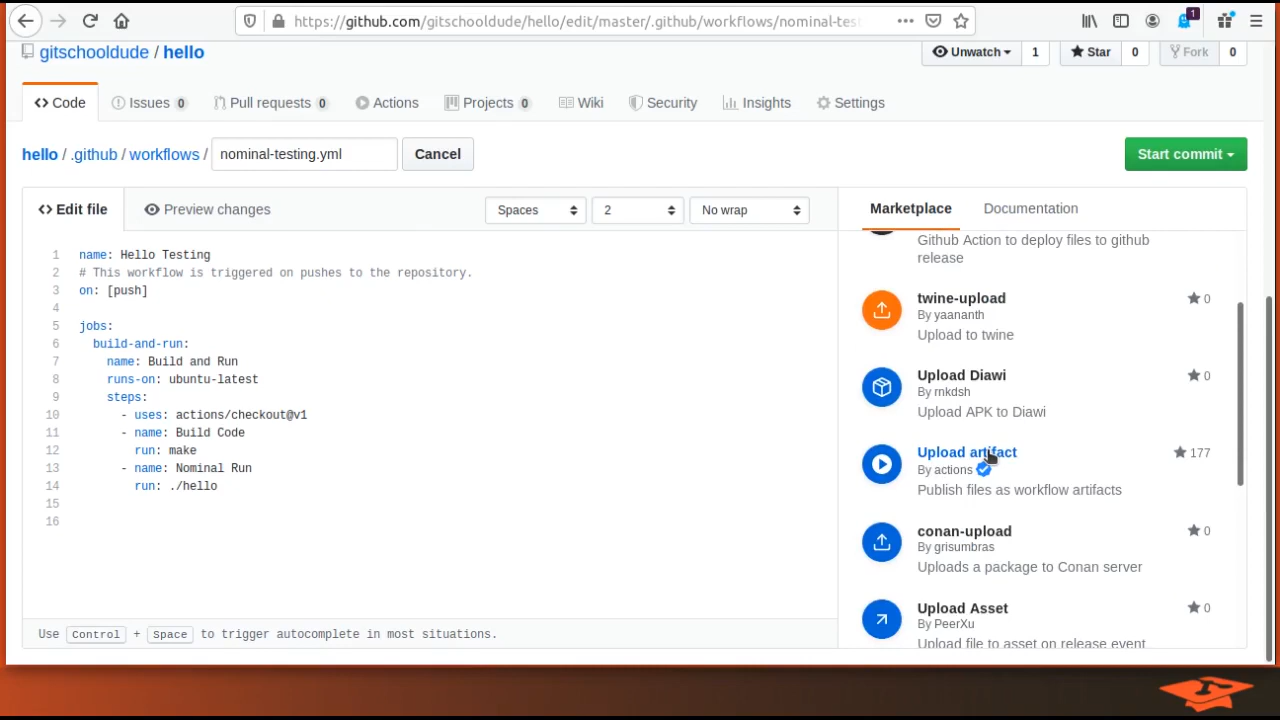 https://github.com/gitschooldude/hello/edit/master/.github/workflows/nominal-tes
1
gitschooldude / hello
Unwatch 1 Star 0 Fork 0
Code Issues 0 Pull requests 0 Actions Projects 0 Wiki Security Insights Settings
hello / .github / workflows / nominal-testing.yml Cancel Start commit
Edit file Preview changes Spaces 2 No wrap
1 name: Hello Testing
2 # This workflow is triggered on pushes to the repository.
3 on: [push]
4
5 jobs:
6 build-and-run:
7 name: Build and Run
8 runs-on: ubuntu-latest
9 steps:
10 - uses: actions/checkout@v1
11 - name: Build Code
12 run: make
13 - name: Nominal Run
14 run: ./hello
15
16
Use Control + Space to trigger autocomplete in most situations.
Marketplace Documentation
Github Action to deploy files to github
release
twine-upload 0
By yaananth
Upload to twine
Upload Diawi 0
By rnkdsh
Upload APK to Diawi
Upload artifact 177
By actions
Publish files as workflow artifacts
conan-upload 0
By grisumbras
Uploads a package to Conan server
Upload Asset 0
By PeerXu
Upload file to asset on release event